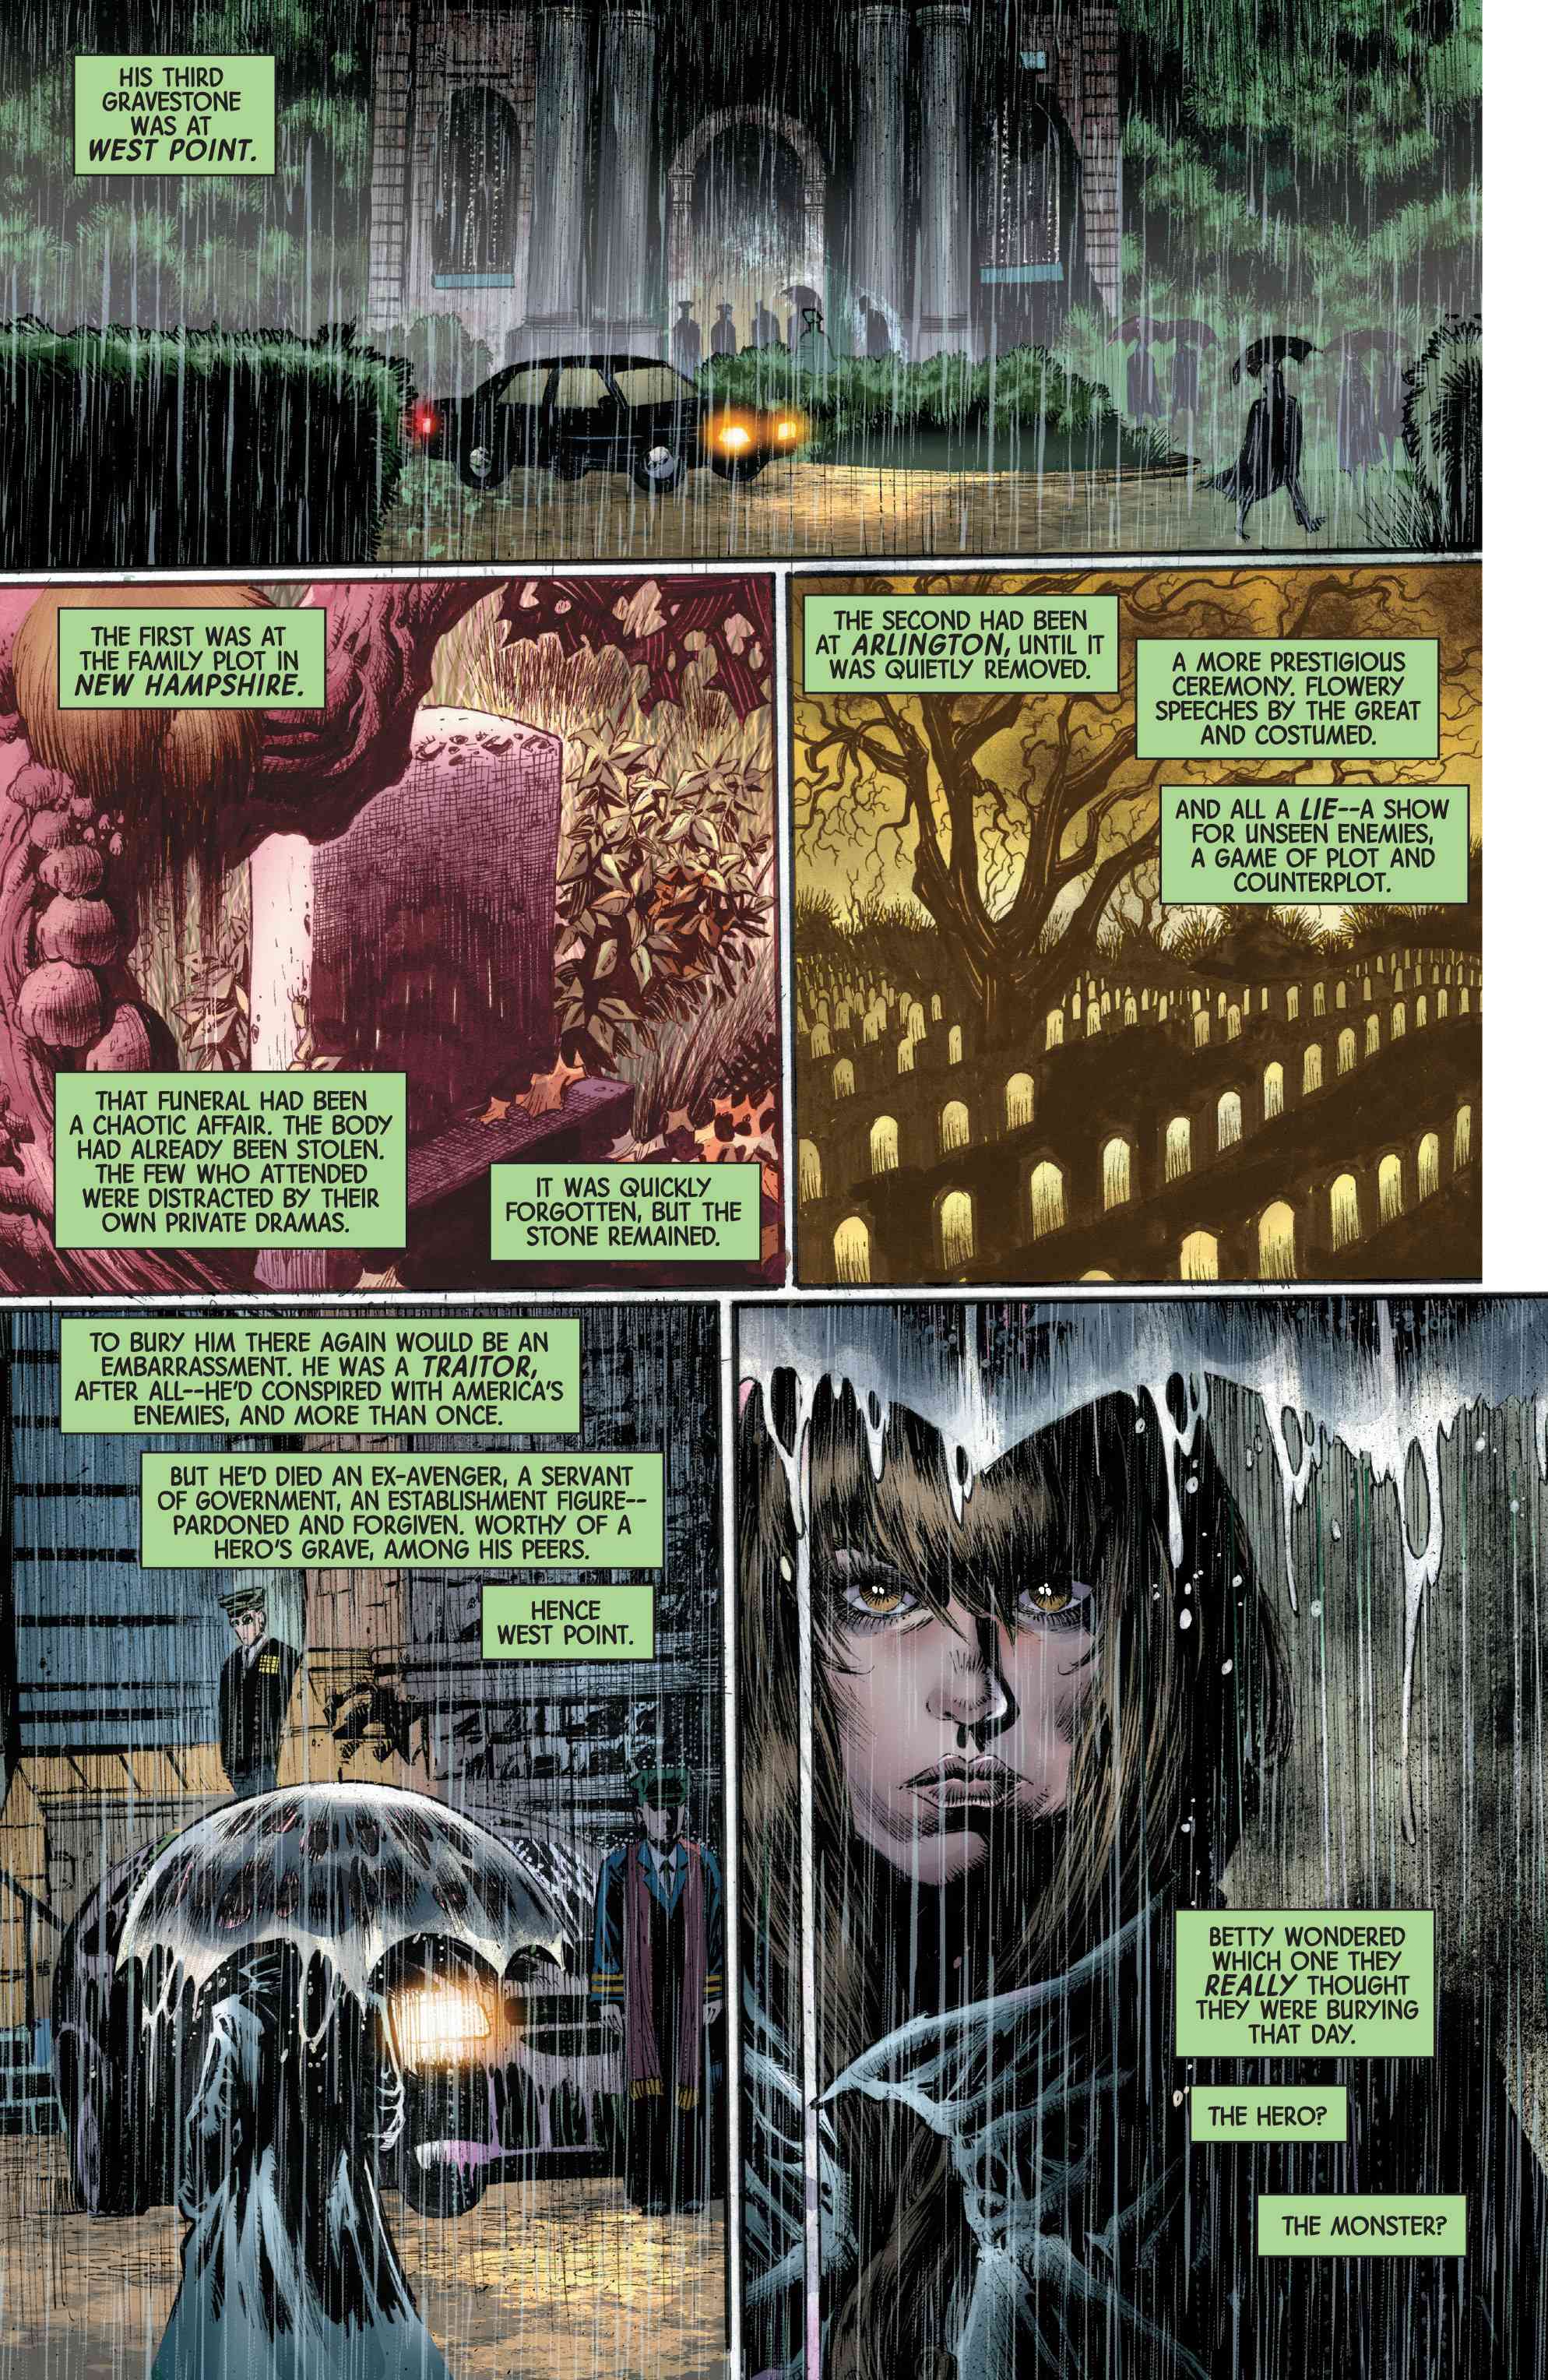 HIS THIRD
GRAVESTONE
WAS AT
WEST POINT.
THE FIRST WAS AT
THE FAMILY PLOT IN
NEW HAMPSHIRE.
THAT FUNERAL HAD BEEN
A CHAOTIC AFFAIR. THE BODY
HAD ALREADY BEEN STOLEN.
THE FEW WHO ATTENDED
WERE DISTRACTED BY THEIR
OWN PRIVATE DRAMAS.
IT WAS QUICKLY
FORGOTTEN, BUT THE
STONE REMAINED.
THE SECOND HAD BEEN
AT ARLINGTON, UNTIL IT
WAS QUIETLY REMOVED.
A MORE PRESTIGIOUS
CEREMONY. FLOWERY
SPEECHES BY THE GREAT
AND COSTUMED.
AND ALL A LIE--A SHOW
FOR UNSEEN ENEMIES,
A GAME OF PLOT AND
COUNTERPLOT.
TO BURY HIM THERE AGAIN WOULD BE AN
EMBARRASSMENT. HE WAS A TRAITOR,
AFTER ALL--HE'D CONSPIRED WITH AMERICA'S
ENEMIES, AND MORE THAN ONCE.
BUT HE'D DIED AN EX-AVENGER, A SERVANT
OF GOVERNMENT, AN ESTABLISHMENT FIGURE--
PARDONED AND FORGIVEN. WORTHY OF A
HERO'S GRAVE, AMONG HIS PEERS.
HENCE
WEST POINT.
BETTY WONDERED
WHICH ONE THEY
REALLY THOUGHT
THEY WERE BURYING
THAT DAY.
THE HERO?
THE MONSTER?